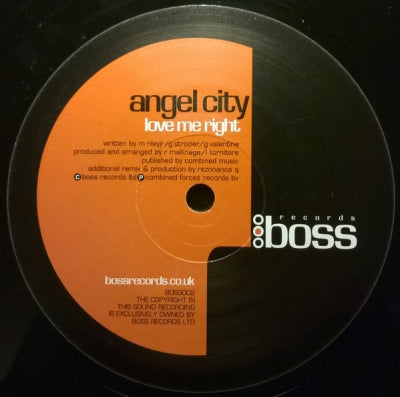 angel city
love me right
written by m riley/g strozier/g valentine
produced and arranged by r mellinage/l tornitore
published by combined music
additional remix & production by rezonance q
c boss records ltd p combined forces records bv
records
boss
bossrecords.co.uk
BOSS002
THE COPYRIGHT IN
THIS SOUND RECORDING
IS EXCLUSIVELY OWNED BY
BOSS RECORDS LTD